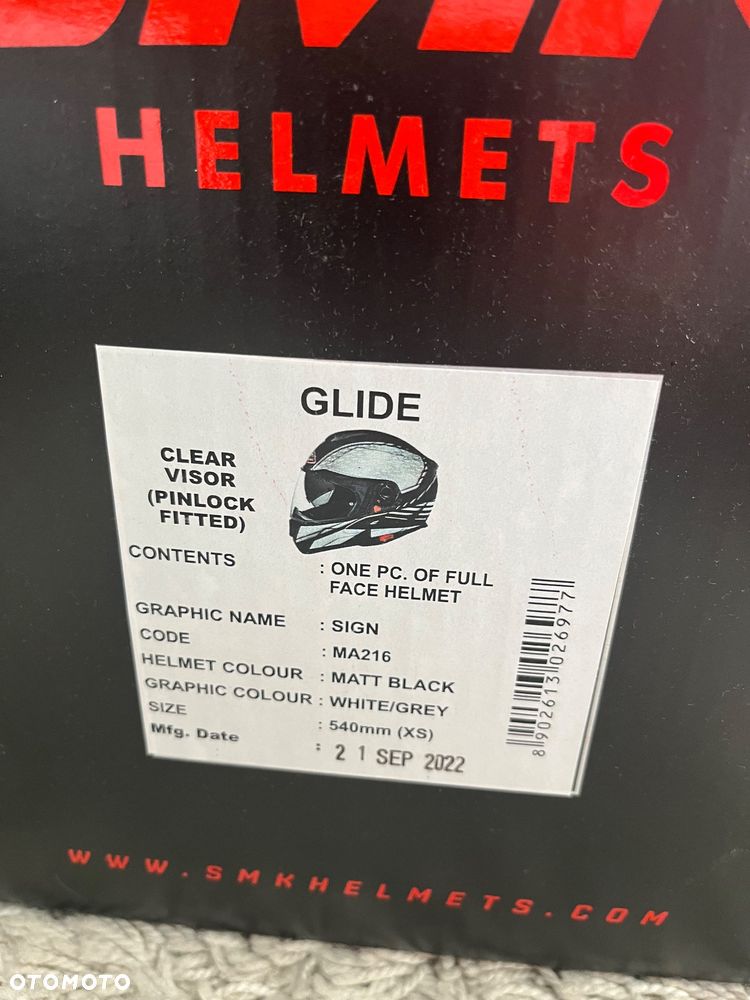 SMK
HELMETS
GLIDE
CLEAR
VISOR
(PINLOCK
FITTED)
CONTENTS : ONE PC. OF FULL
FACE HELMET
GRAPHIC NAME : SIGN
CODE : MA216
HELMET COLOUR : MATT BLACK
GRAPHIC COLOUR : WHITE/GREY
SIZE : 540mm (XS)
Mfg. Date : 21 SEP 2022
8902613026977
WWW.SMKHELMETS.COM
OTOMOTO